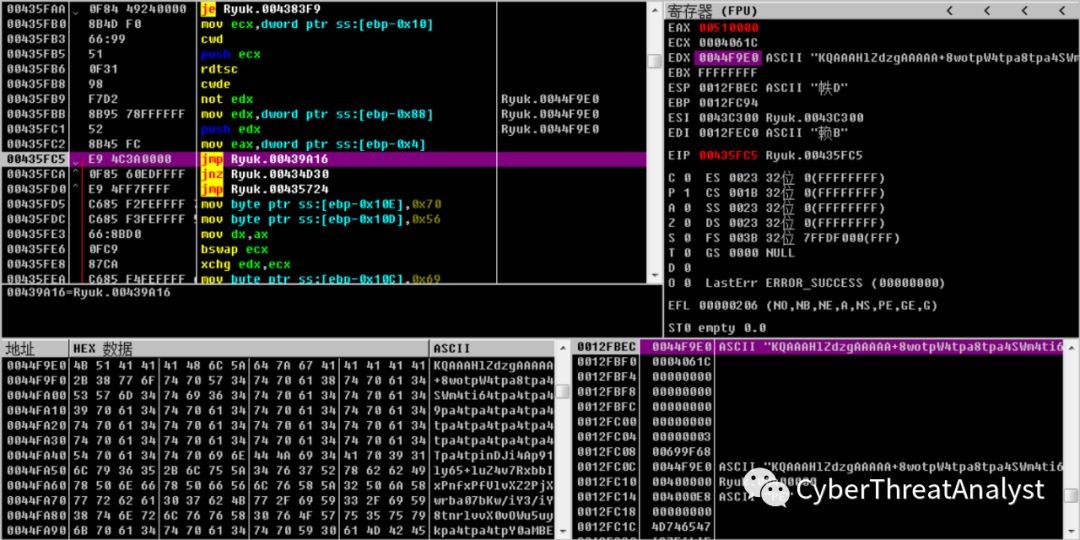 00435FAA 0F84 49240000 je Ryuk.004383F9
00435FB0 8B4D F0 mov ecx,dword ptr ss:[ebp-0x10]
00435FB3 66:99 cwd
00435FB5 51 push ecx
00435FB6 0F31 rdtsc
00435FB8 98 cwde
00435FB9 F7D2 not edx Ryuk.0044F9E0
00435FBB 8B95 78FFFFFF mov edx,dword ptr ss:[ebp-0x88] Ryuk.0044F9E0
00435FC1 52 push edx Ryuk.0044F9E0
00435FC2 8B45 FC mov eax,dword ptr ss:[ebp-0x4]
00435FC5 E9 4C3A0000 jmp Ryuk.00439A16
00435FCA 0F85 60EDFFFF jnz Ryuk.00434D30
00435FD0 E9 4FF7FFFF jmp Ryuk.00435724
00435FD5 C685 F2FEFFFF mov byte ptr ss:[ebp-0x10E],0x70
00435FDC C685 F3FEFFFF mov byte ptr ss:[ebp-0x10D],0x56
00435FE3 66:8BD0 mov dx,ax
00435FE6 0FC9 bswap ecx
00435FE8 87CA xchg edx,ecx
00435FEA C685 F4FEFFFF mov byte ptr ss:[ebp-0x10C],0x69
00439A16=Ryuk.00439A16
寄存器 (FPU) < < < <
EAX 00510000
ECX 0004061C
EDX 0044F9E0 ASCII "KQAAAHlZdzgAAAAA+8wotpW4tpa8tpa4SWm
EBX FFFFFFFF
ESP 0012FBEC ASCII "帙D"
EBP 0012FC94
ESI 0043C300 Ryuk.0043C300
EDI 0012FEC0 ASCII "赖B"
EIP 00435FC5 Ryuk.00435FC5
C 0 ES 0023 32位 0(FFFFFFFF)
P 1 CS 001B 32位 0(FFFFFFFF)
A 0 SS 0023 32位 0(FFFFFFFF)
Z 0 DS 0023 32位 0(FFFFFFFF)
S 0 FS 003B 32位 7FFDF000(FFF)
T 0 GS 0000 NULL
D 0
O 0 LastErr ERROR_SUCCESS (00000000)
EFL 00000206 (NO,NB,NE,A,NS,PE,GE,G)
ST0 empty 0.0
地址 HEX 数据 ASCII
0044F9E0 4B 51 41 41 41 48 6C 5A 64 7A 67 41 41 41 41 41 KQAAAHlZdzgAAAAA
0044F9F0 2B 38 77 6F 74 70 57 34 74 70 61 38 74 70 61 34 +8wotpW4tpa8tpa4
0044FA00 53 57 6D 34 74 69 36 34 74 70 61 34 74 70 61 34 SWm4ti64tpa4tpa4
0044FA10 39 70 61 34 74 70 61 34 74 70 61 34 74 70 61 34 9pa4tpa4tpa4tpa4
0044FA20 74 70 61 34 74 70 61 34 74 70 61 34 74 70 61 34 tpa4tpa4tpa4tpa4
0044FA30 74 70 61 34 74 70 61 34 74 70 61 34 74 70 61 34 tpa4tpa4tpa4tpa4
0044FA40 54 70 61 34 74 70 69 6E 44 4A 69 34 41 70 39 31 Tpa4tpinDJi4Ap91
0044FA50 6C 79 36 35 2B 6C 75 5A 34 76 37 52 78 62 62 49 ly65+luZ4v7RxbbI
0044FA60 78 50 6E 66 78 50 66 56 6C 76 58 5A 32 50 6A 58 xPnfxPfVlvXZ2PjX
0044FA70 77 72 62 61 30 37 62 4B 77 2F 69 59 33 2F 69 59 wrba07bKw/iY3/iY
0044FA80 38 74 6E 72 6C 76 76 58 30 76 4F 57 75 35 75 79 8tnrlvvX0vOWu5uy
0044FA90 6B 70 61 34 74 70 61 34 74 70 59 30 61 4D 42 45 kpa4tpa4tpY0aMBE
0012FBEC 0044F9E0 ASCII "KQAAAHlZdzgAAAAA+8wotpW4tpa8tpa4SWm4ti6
0012FBF0 0004061C
0012FBF4 00000000
0012FBF8 00000000
0012FBFC 00000000
0012FC00 00000000
0012FC04 00000003
0012FC08 00699F68
0012FC0C 0044F9E0 ASCII "KQAAAHlZdzgAAAAA+8wotpW4tpa8tpa4SWm4ti6
0012FC10 00400000
0012FC14 004000E8
0012FC18 00000000
0012FC1C 4D746547
CyberThreatAnalyst